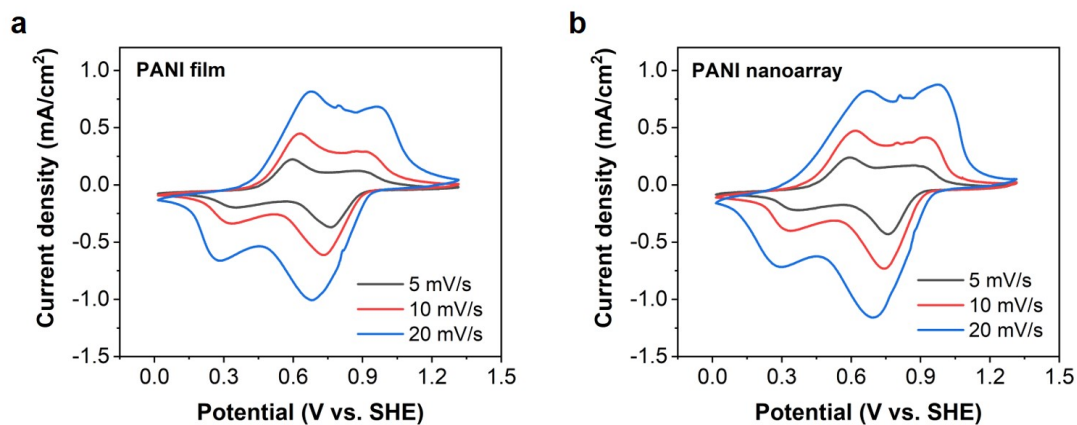 a
PANI film
1.0
0.5
0.0
-0.5
-1.0
-1.5
Current density (mA/cm²)
5 mV/s
10 mV/s
20 mV/s
0.0 0.3 0.6 0.9 1.2 1.5
Potential (V vs. SHE)
b
PANI nanoarray
1.0
0.5
0.0
-0.5
-1.0
-1.5
Current density (mA/cm²)
5 mV/s
10 mV/s
20 mV/s
0.0 0.3 0.6 0.9 1.2 1.5
Potential (V vs. SHE)